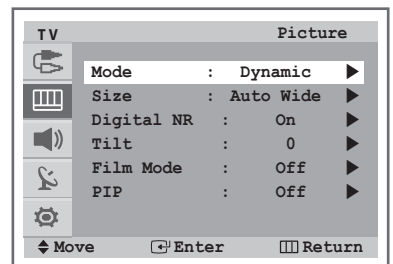 TV Picture
Mode : Dynamic
Size : Auto Wide
Digital NR : On
Tilt : 0
Film Mode : Off
PIP : Off
Move Enter Return